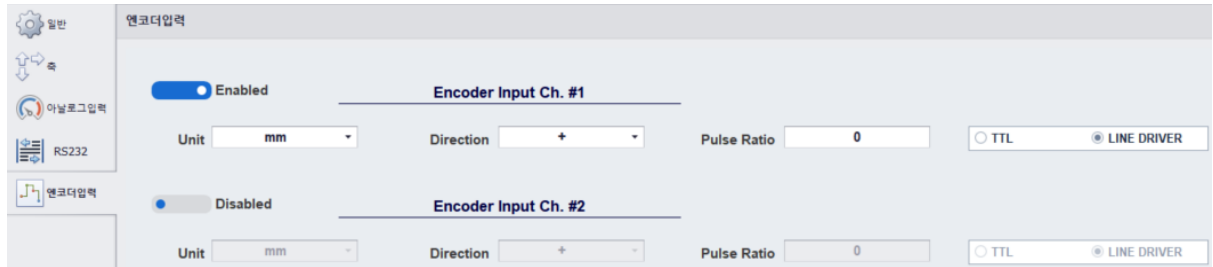 일반
축
아날로그입력
RS232
엔코더입력
엔코더입력
Enabled Encoder Input Ch. #1
Unit mm Direction + Pulse Ratio 0 TTL LINE DRIVER
Disabled Encoder Input Ch. #2
Unit mm Direction + Pulse Ratio 0 TTL LINE DRIVER